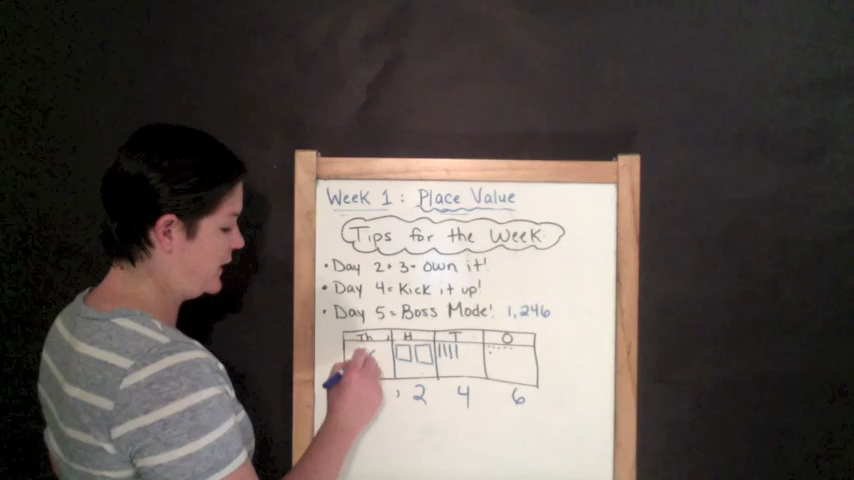 Week 1 : Place Value
Tips for the Week:
• Day 2 + 3 = own it!
• Day 4 = Kick it up!
• Day 5 = Boss Mode! 1,246
Th , H T O
, 2 4 6